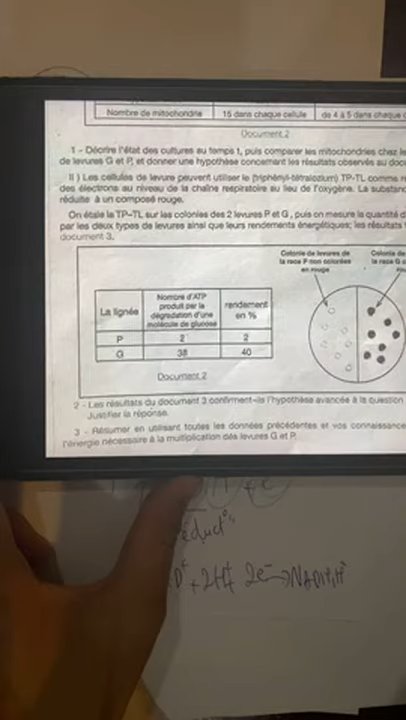 Nombre de mitochondrie 15 dans chaque cellule de 4 à 5 dans chaque
Document 2
1 - Décrire l'état des cultures au temps t, puis comparer les mitochondries chez
de levures G et P, et donner une hypothèse concernant les résultats observés au
II ) Les cellules de levure peuvent utiliser le (triphényl-tétralozium) TP-TL comme
des électrons au niveau de la chaîne respiratoire au lieu de l'oxygène. La
réduite à un composé rouge.
On étale la TP-TL sur les colonies des 2 levures P et G, puis on mesure la quantité
par les deux types de levures ainsi que leurs rendements énergétiques; les résultats
document 3.
Colonie de levures de
la race P non colorées
en rouge
Colonie de
la race G
La lignée
Nombre d'ATP
produit par la
dégradation d'une
molécule de glucose
rendement
en %
P 2 2
G 38 40
Document 2
2 - Les résultats du document 3 confirment-ils l'hypothèse avancée à la question
Justifier la réponse.
3 - Résumer en utilisant toutes les données précédentes et vos
l'énergie nécessaire à la multiplication des levures G et P.